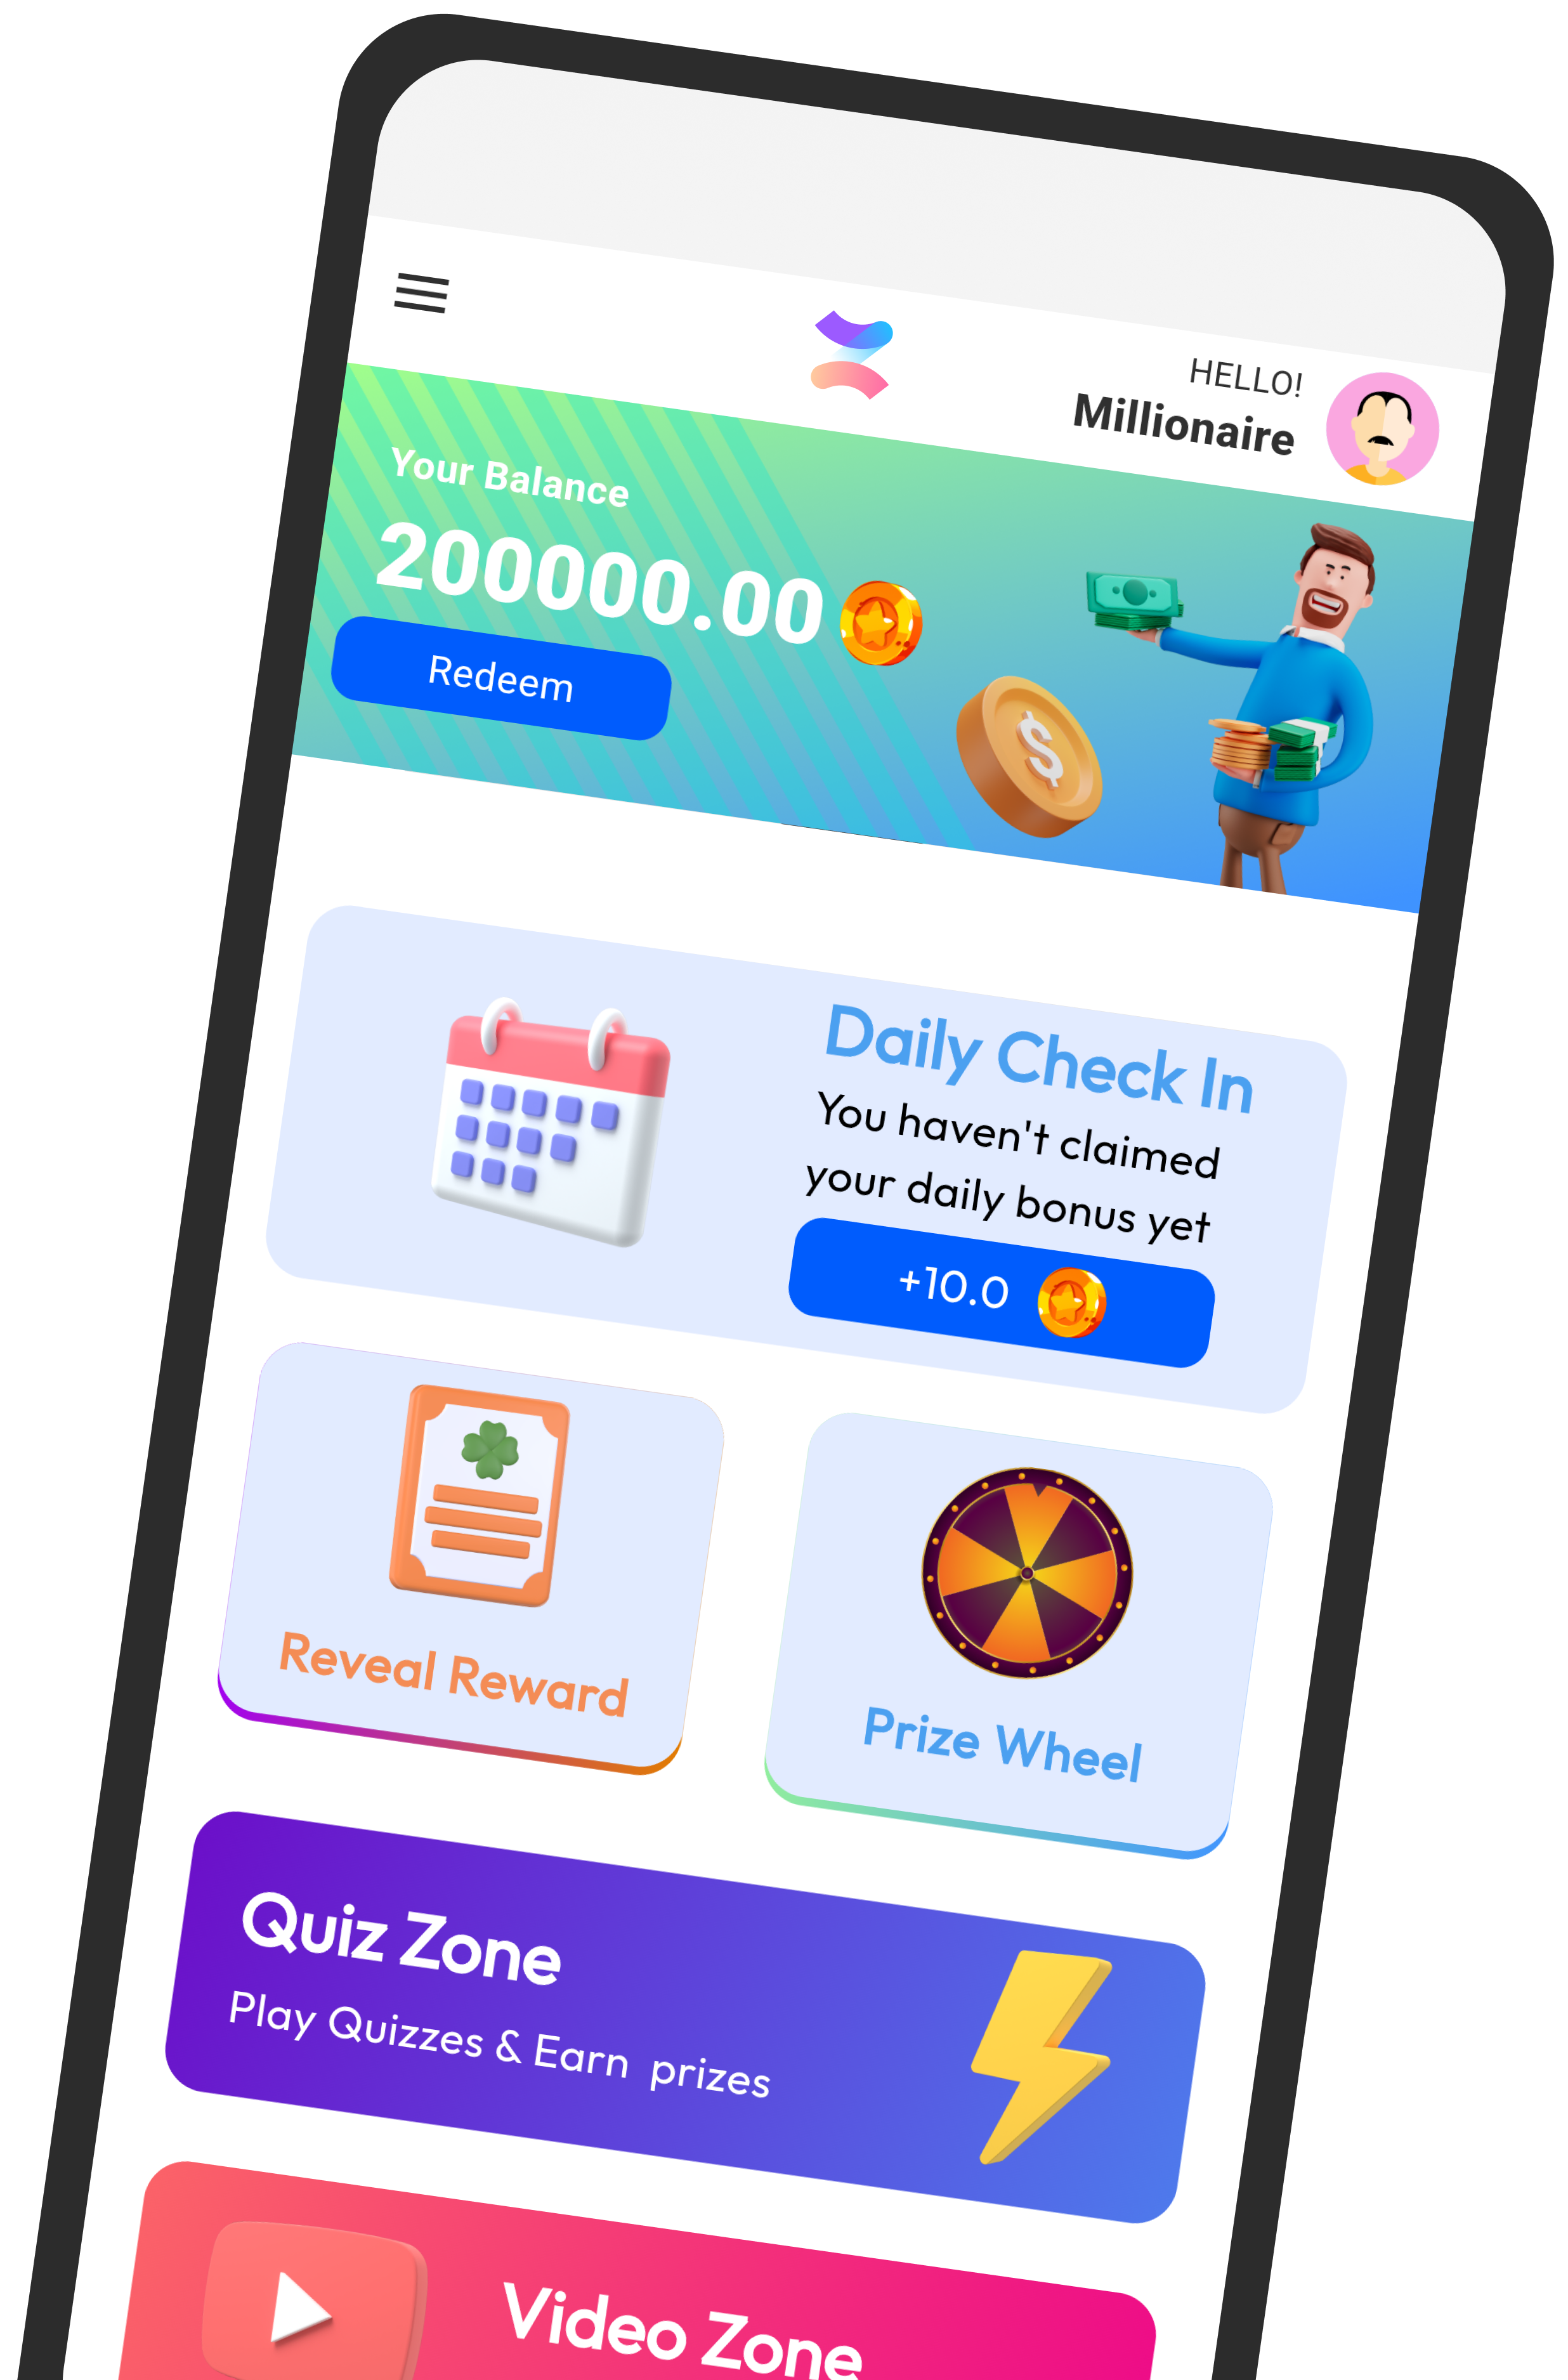 HELLO!
Millionaire
Your Balance
200000.00
Redeem
Daily Check In
You haven't claimed
your daily bonus yet
+10.0
Reveal Reward
Prize Wheel
Quiz Zone
Play Quizzes & Earn prizes
Video Zone